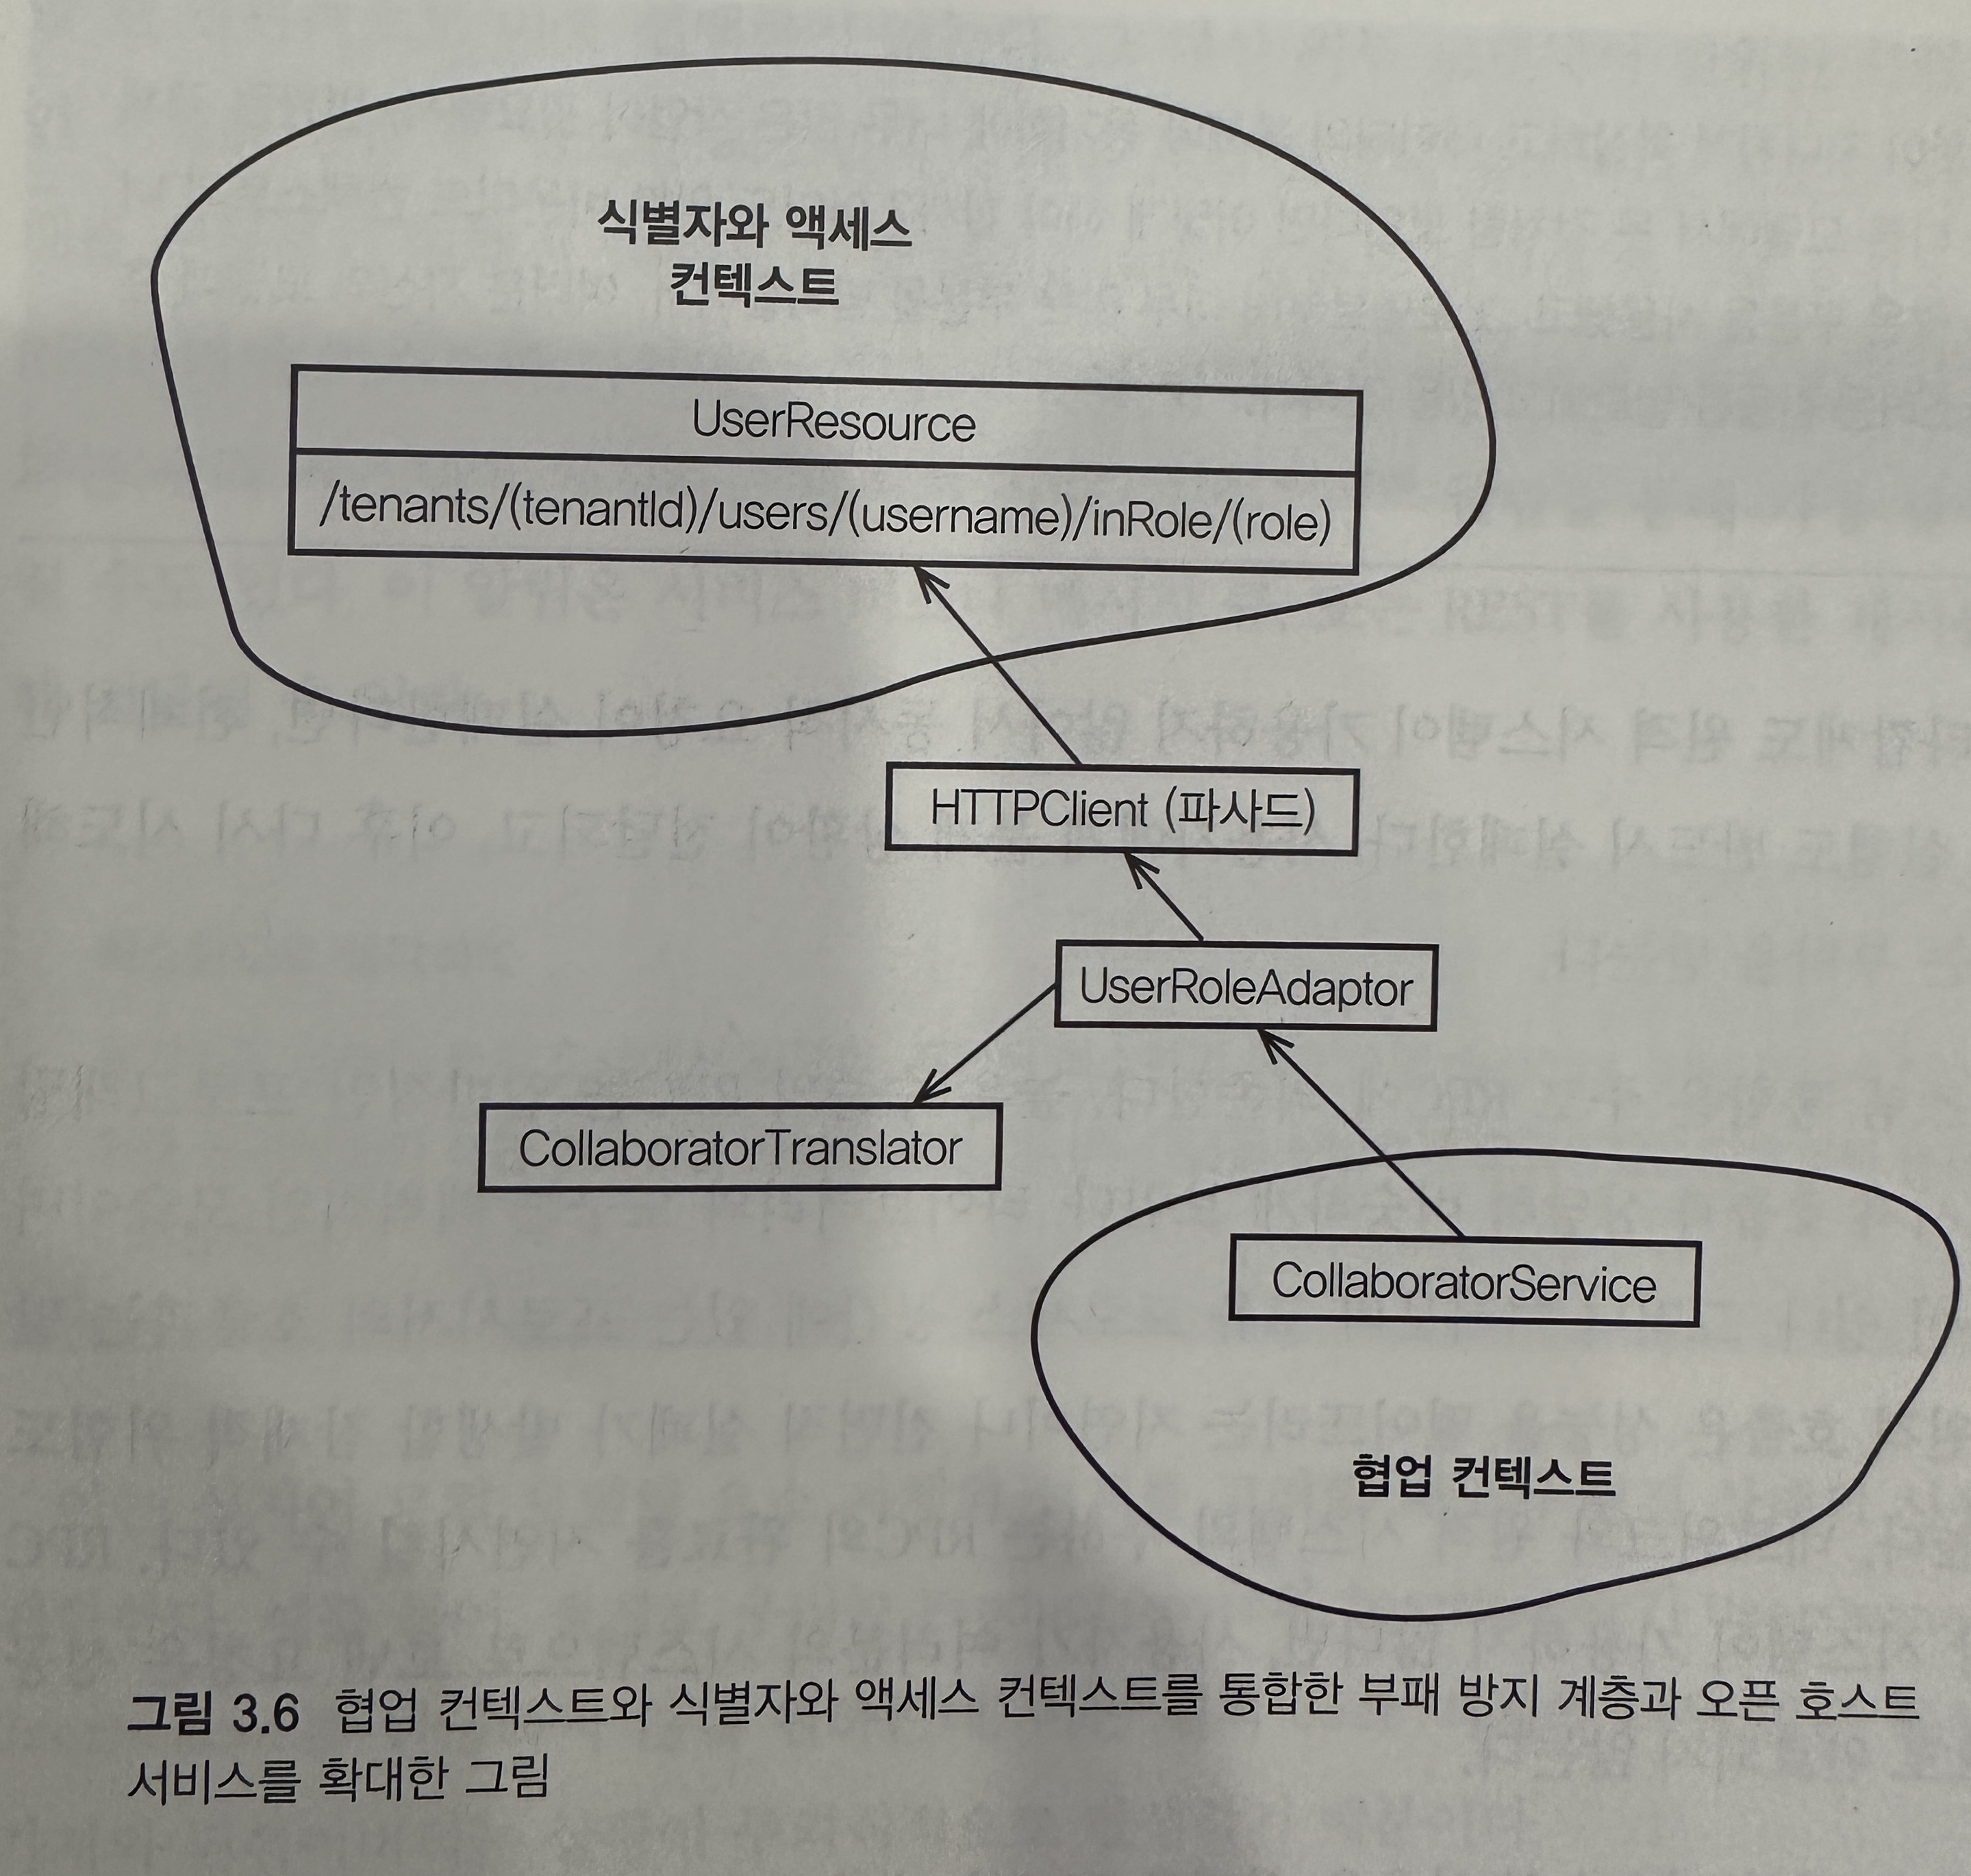 식별자와 액세스
컨텍스트
UserResource
/tenants/(tenantId)/users/(username)/inRole/(role)
HTTPClient (파사드)
UserRoleAdaptor
CollaboratorTranslator
CollaboratorService
협업 컨텍스트
그림 3.6 협업 컨텍스트와 식별자와 액세스 컨텍스트를 통합한 부패 방지 계층과 오픈 호스트
서비스를 확대한 그림